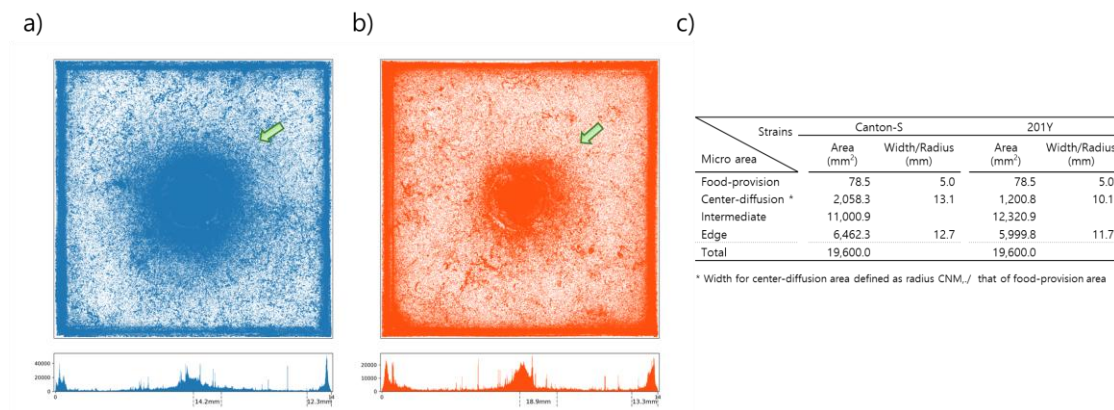 a)
b)
c)
Strains
Canton-S
201Y
Micro area
Area
(mm²)
Width/Radius
(mm)
Area
(mm²)
Width/Radius
(mm)
Food-provision 78.5 5.0 78.5 5.0
Center-diffusion * 2,058.3 13.1 1,200.8 10.1
Intermediate 11,000.9 12,320.9
Edge 6,462.3 12.7 5,999.8 11.7
Total 19,600.0 19,600.0
* Width for center-diffusion area defined as radius CNM,./ that of food-provision area
40000
20000
0
0
14.2mm
12.3mm
20000
0
0
18.9mm
13.3mm